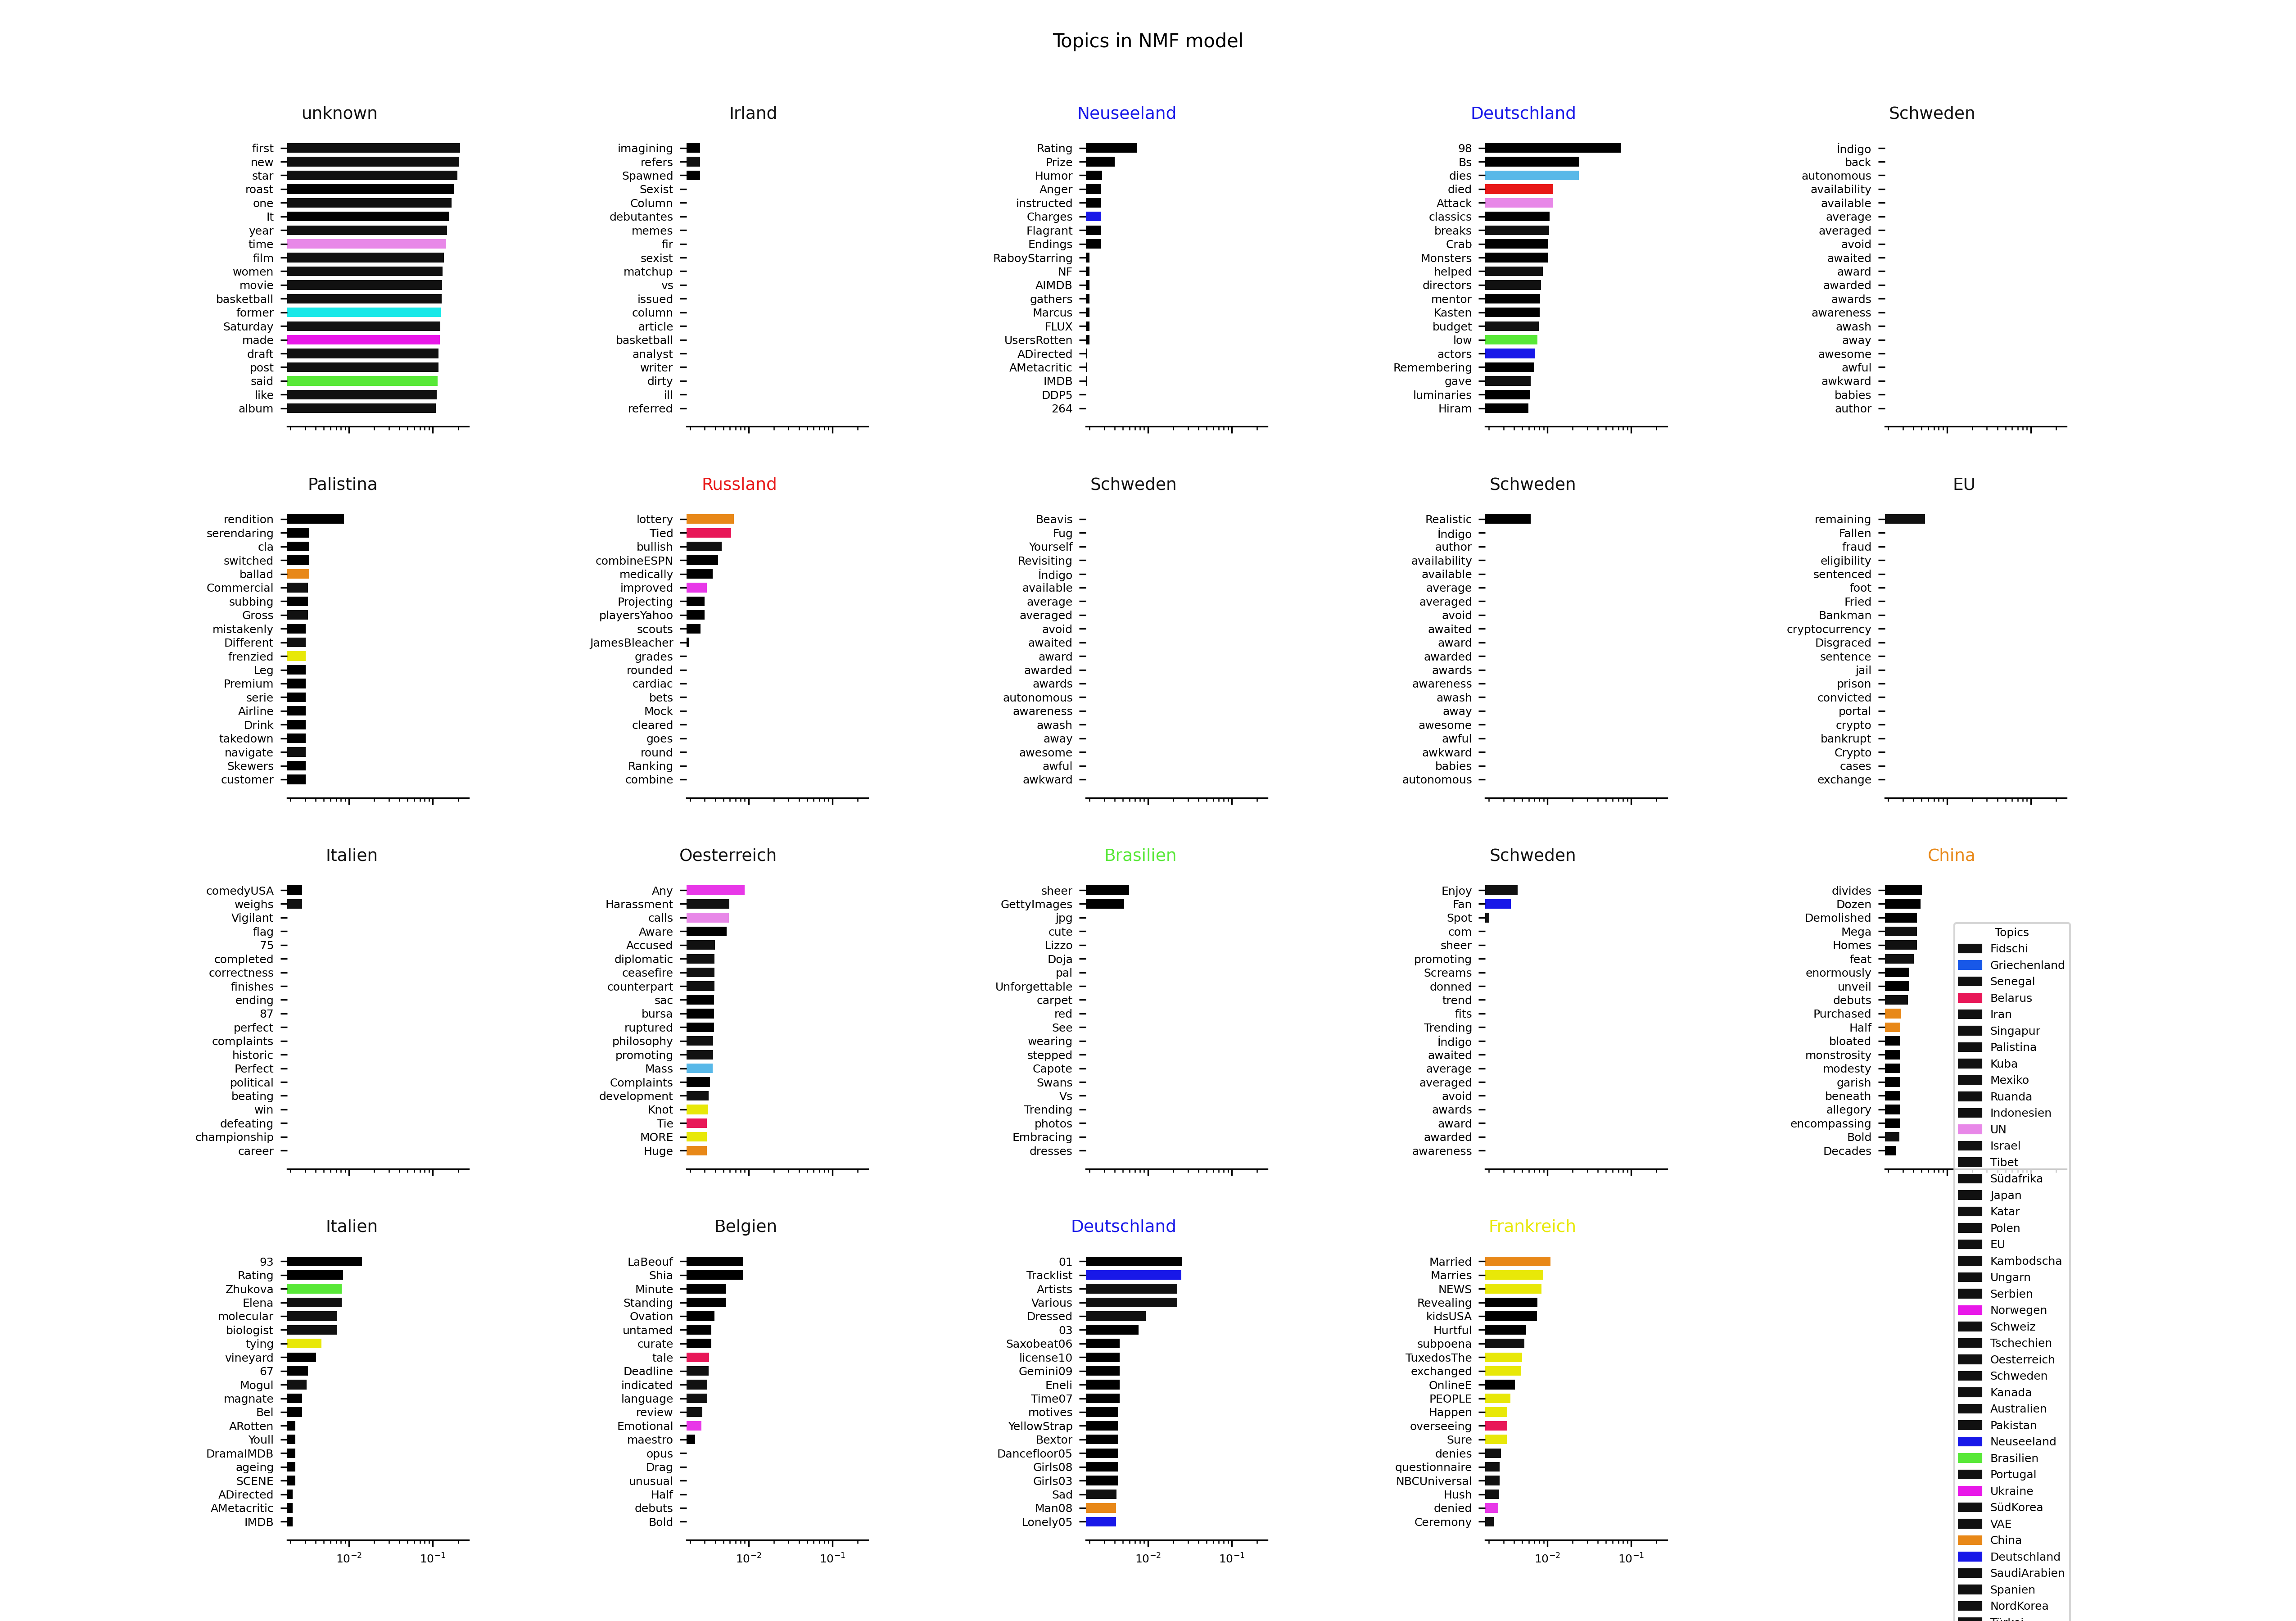 Topics in NMF model
unknown
first
new
star
roast
one
It
year
time
film
women
movie
basketball
former
Saturday
made
draft
post
said
like
album
Irland
imagining
refers
Spawned
Sexist
Column
debutantes
memes
fir
sexist
matchup
vs
issued
column
article
basketball
analyst
writer
dirty
ill
referred
Neuseeland
Rating
Prize
Humor
Anger
instructed
Charges
Flagrant
Endings
RaboyStarring
NF
AIMDB
gathers
Marcus
FLUX
UsersRotten
ADirected
AMetacritic
IMDB
DDP5
264
Deutschland
98
Bs
dies
died
Attack
classics
breaks
Crab
Monsters
helped
directors
mentor
Kasten
budget
low
actors
Remembering
gave
luminaries
Hiram
Schweden
Índigo
back
autonomous
availability
available
average
averaged
avoid
awaited
award
awarded
awards
awareness
awash
away
awesome
awful
awkward
babies
author
Palistina
rendition
serendaring
cla
switched
ballad
Commercial
subbing
Gross
mistakenly
Different
frenzied
Leg
Premium
serie
Airline
Drink
takedown
navigate
Skewers
customer
Russland
lottery
Tied
bullish
combineESPN
medically
improved
Projecting
playersYahoo
scouts
JamesBleacher
grades
rounded
cardiac
bets
Mock
cleared
goes
round
Ranking
combine
Schweden
Beavis
Fug
Yourself
Revisiting
Índigo
available
average
averaged
avoid
awaited
award
awarded
awards
autonomous
awareness
awash
away
awesome
awful
awkward
Schweden
Realistic
Índigo
author
availability
available
average
averaged
avoid
awaited
award
awarded
awards
awareness
awash
away
awesome
awful
awkward
babies
autonomous
EU
remaining
Fallen
fraud
eligibility
sentenced
foot
Fried
Bankman
cryptocurrency
Disgraced
sentence
jail
prison
convicted
portal
crypto
bankrupt
Crypto
cases
exchange
Italien
comedyUSA
weighs
Vigilant
flag
75
completed
correctness
finishes
ending
87
perfect
complaints
historic
Perfect
political
beating
win
defeating
championship
career
Oesterreich
Any
Harassment
calls
Aware
Accused
diplomatic
ceasefire
counterpart
sac
bursa
ruptured
philosophy
promoting
Mass
Complaints
development
Knot
Tie
MORE
Huge
Brasilien
sheer
GettyImages
jpg
cute
Lizzo
Doja
pal
Unforgettable
carpet
red
See
wearing
stepped
Capote
Swans
Vs
Trending
photos
Embracing
dresses
Schweden
Enjoy
Fan
Spot
com
sheer
promoting
Screams
donned
trend
fits
Trending
Índigo
awaited
average
averaged
avoid
awards
award
awarded
awareness
China
divides
Dozen
Demolished
Mega
Homes
feat
enormously
unveil
debuts
Purchased
Half
bloated
monstrosity
modesty
garish
beneath
allegory
encompassing
Bold
Decades
Italien
93
Rating
Zhukova
Elena
molecular
biologist
tying
vineyard
67
Mogul
magnate
Bel
ARotten
Youll
DramaIMDB
ageing
SCENE
ADirected
AMetacritic
IMDB
10⁻² 10⁻¹
Belgien
LaBeouf
Shia
Minute
Standing
Ovation
untamed
curate
tale
Deadline
indicated
language
review
Emotional
maestro
opus
Drag
unusual
Half
debuts
Bold
10⁻² 10⁻¹
Deutschland
01
Tracklist
Artists
Various
Dressed
03
Saxobeat06
license10
Gemini09
Eneli
Time07
motives
YellowStrap
Bextor
Dancefloor05
Girls08
Girls03
Sad
Man08
Lonely05
10⁻² 10⁻¹
Frankreich
Married
Marries
NEWS
Revealing
kidsUSA
Hurtful
subpoena
TuxedosThe
exchanged
OnlineE
PEOPLE
Happen
overseeing
Sure
denies
questionnaire
NBCUniversal
Hush
denied
Ceremony
10⁻² 10⁻¹
Topics
Fidschi
Griechenland
Senegal
Belarus
Iran
Singapur
Palistina
Kuba
Mexiko
Ruanda
Indonesien
UN
Israel
Tibet
Südafrika
Japan
Katar
Polen
EU
Kambodscha
Ungarn
Serbien
Norwegen
Schweiz
Tschechien
Oesterreich
Schweden
Kanada
Australien
Pakistan
Neuseeland
Brasilien
Portugal
Ukraine
SüdKorea
VAE
China
Deutschland
SaudiArabien
Spanien
NordKorea